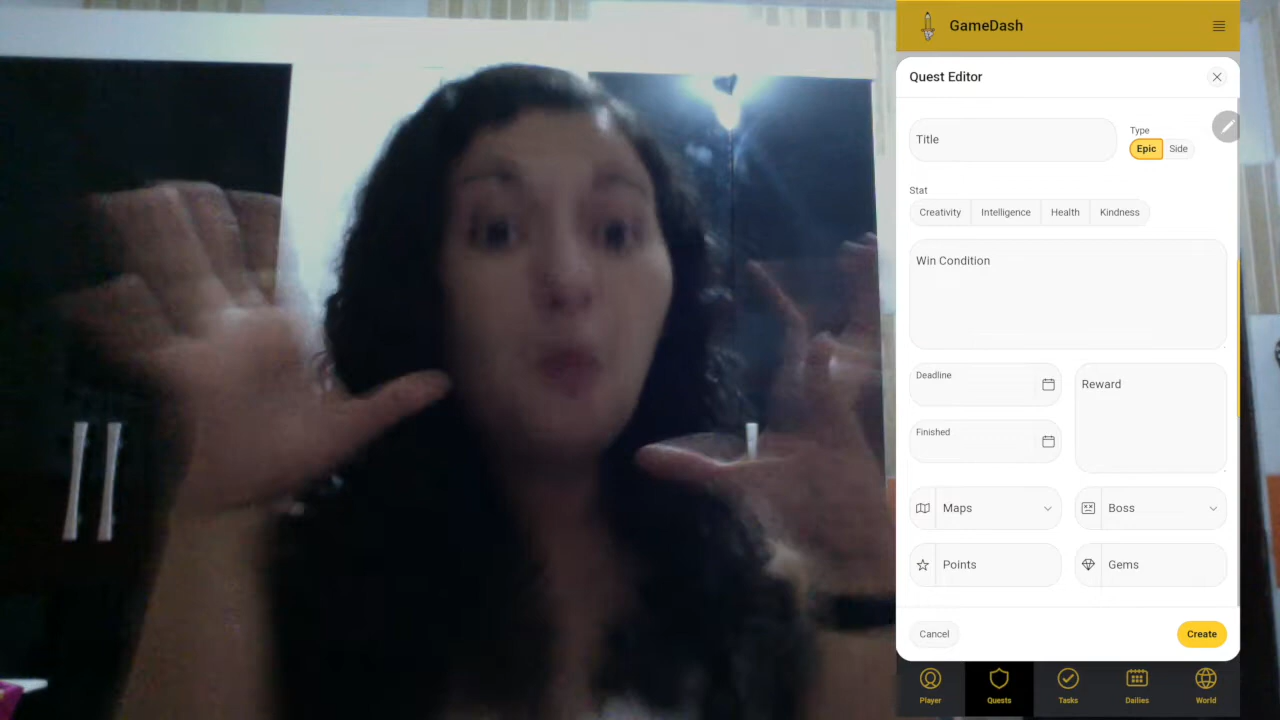 GameDash
Quest Editor
Title
Type
Epic
Side
Stat
Creativity
Intelligence
Health
Kindness
Win Condition
Deadline
Reward
Finished
Maps
Boss
Points
Gems
Cancel
Create
Player
Quests
Tasks
Dailies
World